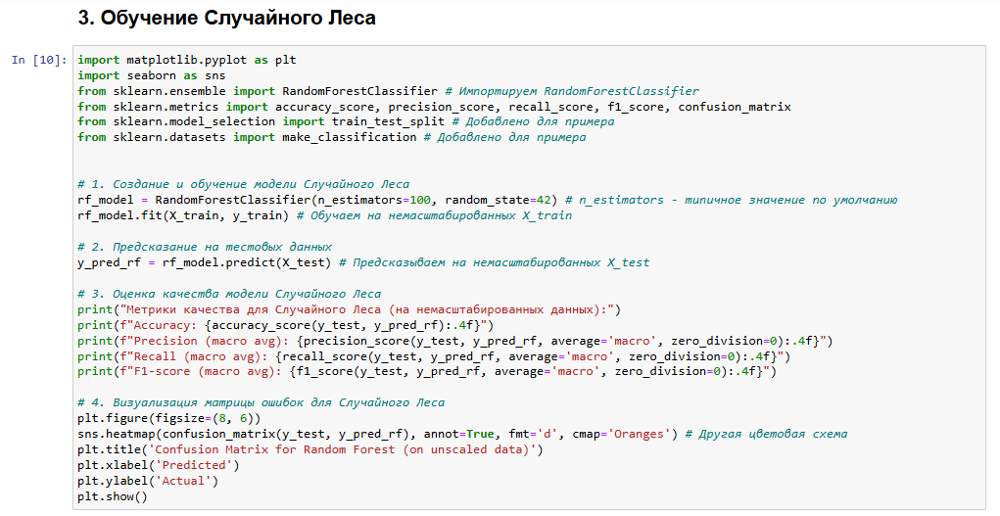 3. Обучение Случайного Леса
In [10]:
import matplotlib.pyplot as plt
import seaborn as sns
from sklearn.ensemble import RandomForestClassifier # Импортируем RandomForestClassifier
from sklearn.metrics import accuracy_score, precision_score, recall_score, f1_score, confusion_matrix
from sklearn.model_selection import train_test_split # Добавлено для примера
from sklearn.datasets import make_classification # Добавлено для примера
# 1. Создание и обучение модели Случайного Леса
rf_model = RandomForestClassifier(n_estimators=100, random_state=42) # n_estimators - типичное значение по умолчанию
rf_model.fit(X_train, y_train) # Обучаем на немасштабированных X_train
# 2. Предсказание на тестовых данных
y_pred_rf = rf_model.predict(X_test) # Предсказываем на немасштабированных X_test
# 3. Оценка качества модели Случайного Леса
print("Метрики качества для Случайного Леса (на немасштабированных данных):")
print(f"Accuracy: {accuracy_score(y_test, y_pred_rf):.4f}")
print(f"Precision (macro avg): {precision_score(y_test, y_pred_rf, average='macro', zero_division=0):.4f}")
print(f"Recall (macro avg): {recall_score(y_test, y_pred_rf, average='macro', zero_division=0):.4f}")
print(f"F1-score (macro avg): {f1_score(y_test, y_pred_rf, average='macro', zero_division=0):.4f}")
# 4. Визуализация матрицы ошибок для Случайного Леса
plt.figure(figsize=(8, 6))
sns.heatmap(confusion_matrix(y_test, y_pred_rf), annot=True, fmt='d', cmap='Oranges') # Другая цветовая схема
plt.title('Confusion Matrix for Random Forest (on unscaled data)')
plt.xlabel('Predicted')
plt.ylabel('Actual')
plt.show()